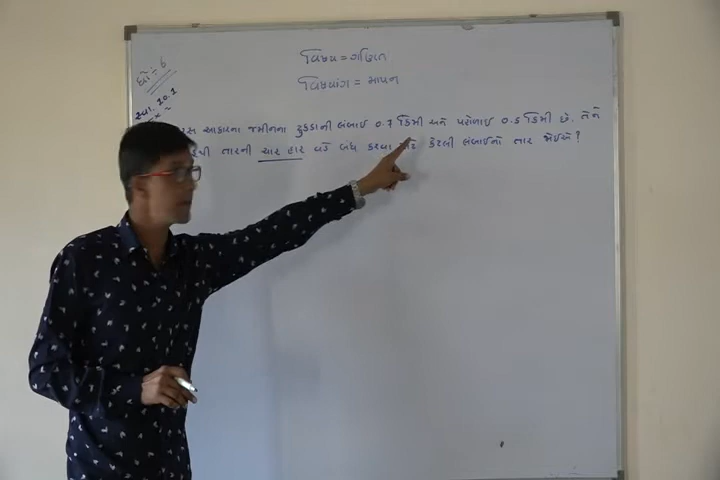 ધો :- 6
વિષય = ગણિત
વિષયાંગ = માપન
સ્વા. 10.1
આકારના જમીનના ટુકડાની લંબાઈ 0.7 કિમી અને પહોળાઈ 0.5 કિમી છે. તેને
તારની ચાર હાર વડે બંધ કરવા કેટલી લંબાઈનો તાર જોઈએ ?